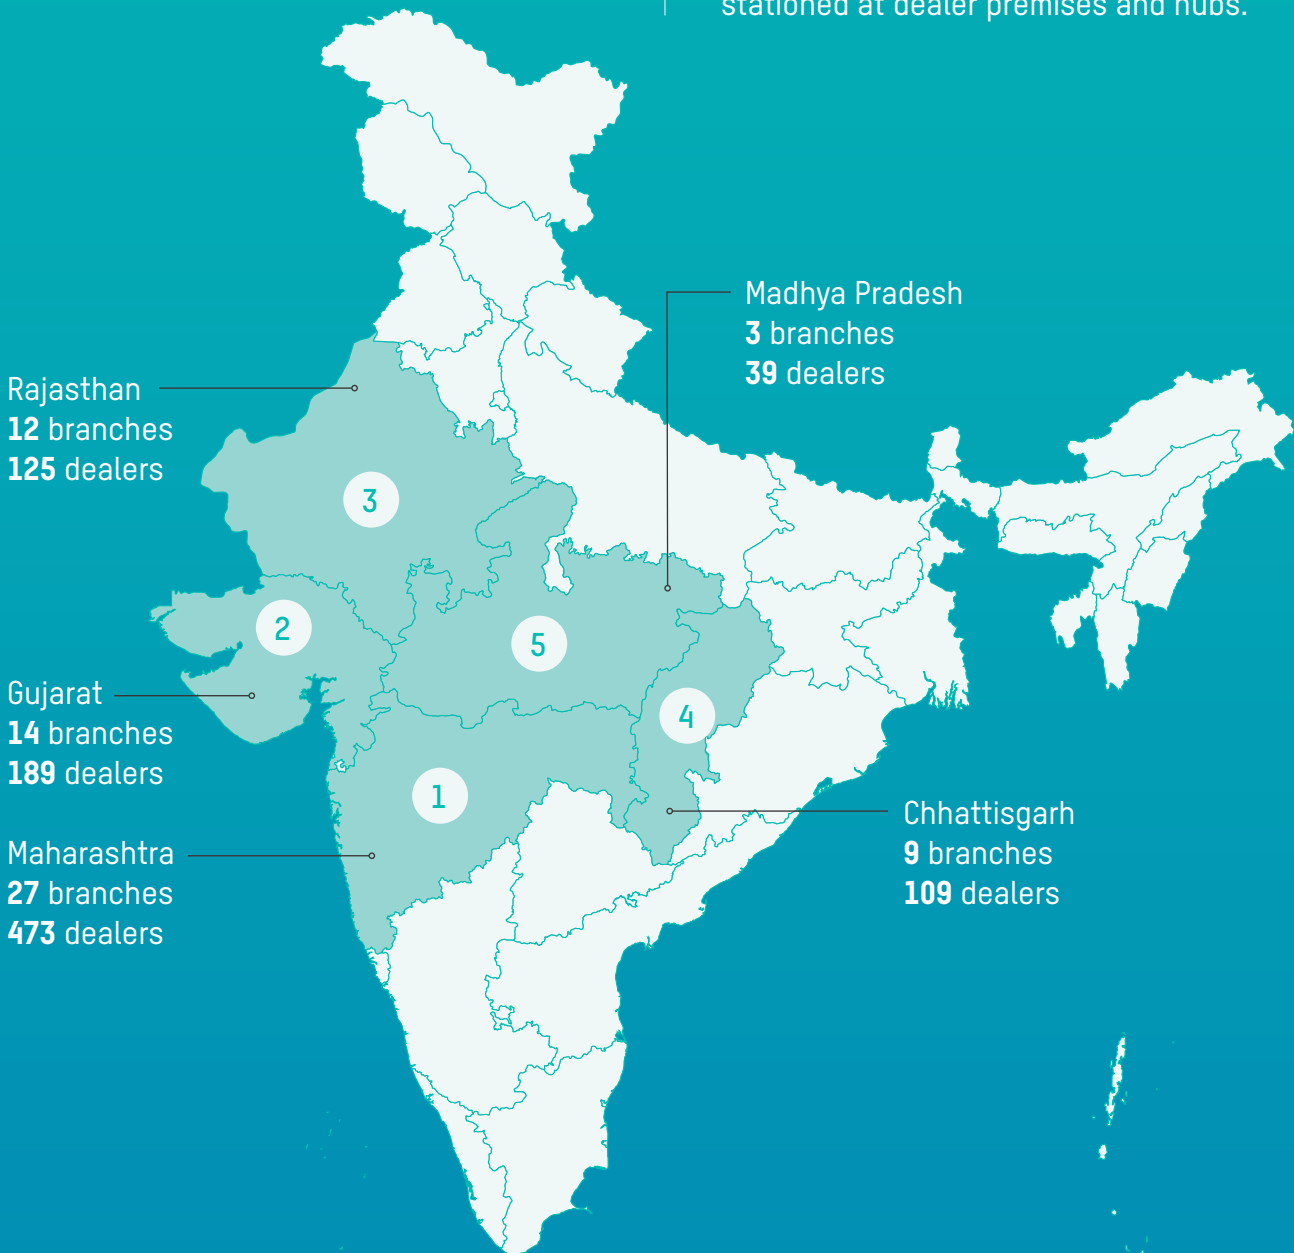 stationed at dealer premises and hubs.
Madhya Pradesh
3 branches
39 dealers
Rajasthan
12 branches
125 dealers
3
2
5
Gujarat
14 branches
189 dealers
4
1
Chhattisgarh
9 branches
109 dealers
Maharashtra
27 branches
473 dealers